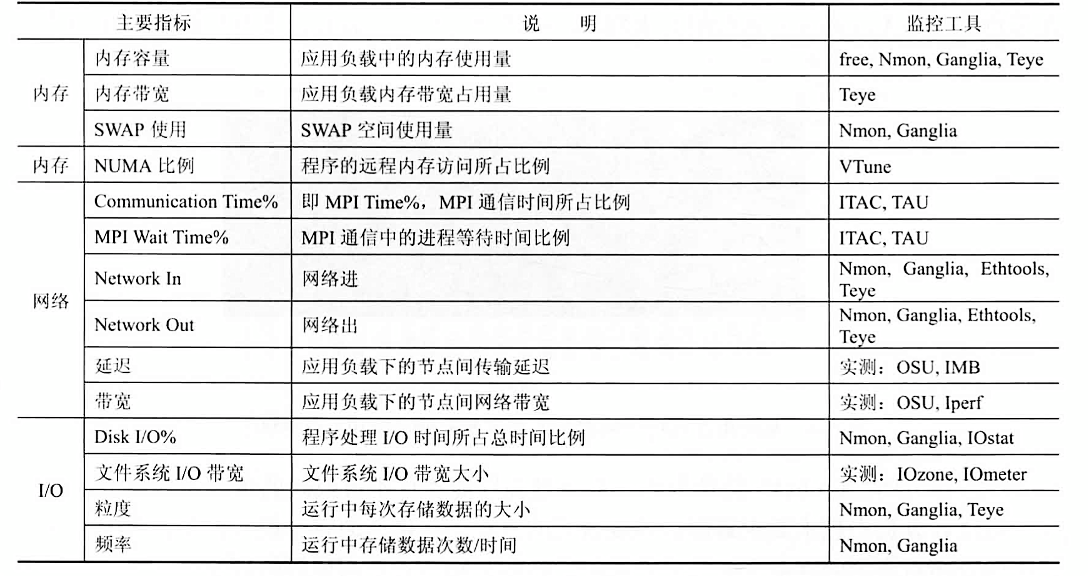 主要指标 说 明 监控工具
内存 内存容量 应用负载中的内存使用量 free, Nmon, Ganglia, Teye
内存带宽 应用负载内存带宽占用量 Teye
SWAP 使用 SWAP 空间使用量 Nmon, Ganglia
内存 NUMA 比例 程序的远程内存访问所占比例 VTune
网络 Communication Time% 即 MPI Time%，MPI 通信时间所占比例 ITAC, TAU
MPI Wait Time% MPI 通信中的进程等待时间比例 ITAC, TAU
Network In 网络进 Nmon, Ganglia, Ethtools,
Teye
Network Out 网络出 Nmon, Ganglia, Ethtools,
Teye
延迟 应用负载下的节点间传输延迟 实测：OSU, IMB
带宽 应用负载下的节点间网络带宽 实测：OSU, Iperf
I/O Disk I/O% 程序处理 I/O 时间所占总时间比例 Nmon, Ganglia, IOstat
文件系统 I/O 带宽 文件系统 I/O 带宽大小 实测：IOzone, IOmeter
粒度 运行中每次存储数据的大小 Nmon, Ganglia, Teye
频率 运行中存储数据次数/时间 Nmon, Ganglia